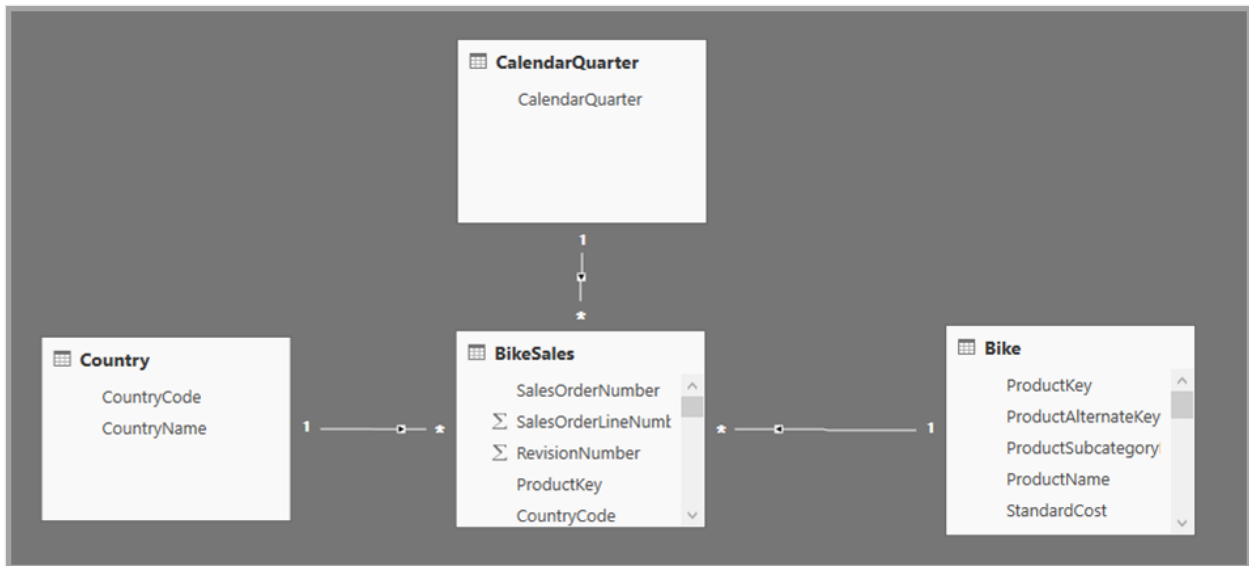 CalendarQuarter
CalendarQuarter
1
*
Country
CountryCode
CountryName
1
*
BikeSales
SalesOrderNumber
Σ SalesOrderLineNumb
Σ RevisionNumber
ProductKey
CountryCode
*
1
Bike
ProductKey
ProductAlternateKey
ProductSubcategory
ProductName
StandardCost